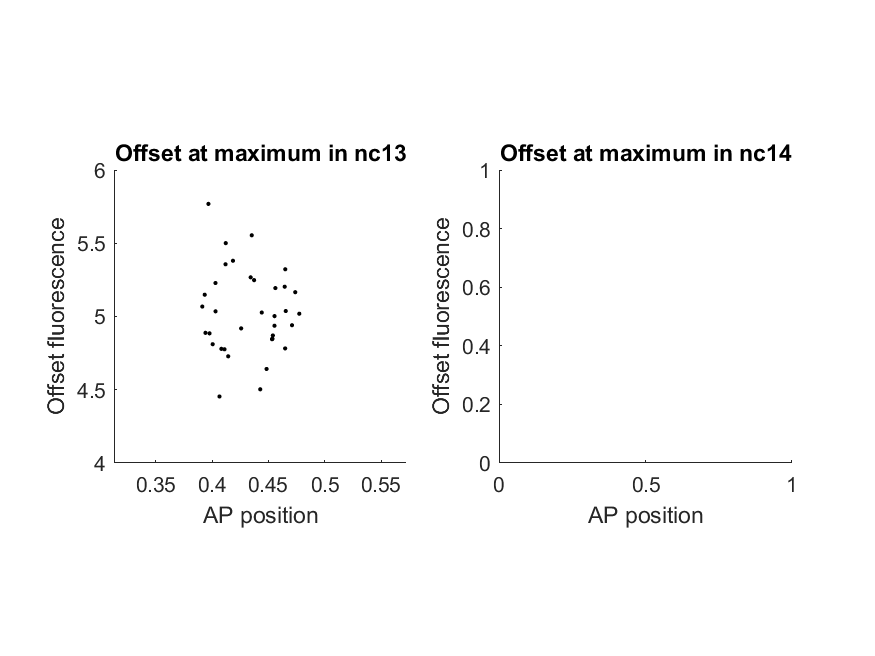 Offset at maximum in nc13
Offset fluorescence
6
5.5
5
4.5
4
0.35 0.4 0.45 0.5 0.55
AP position
Offset at maximum in nc14
Offset fluorescence
1
0.8
0.6
0.4
0.2
0
0 0.5 1
AP position